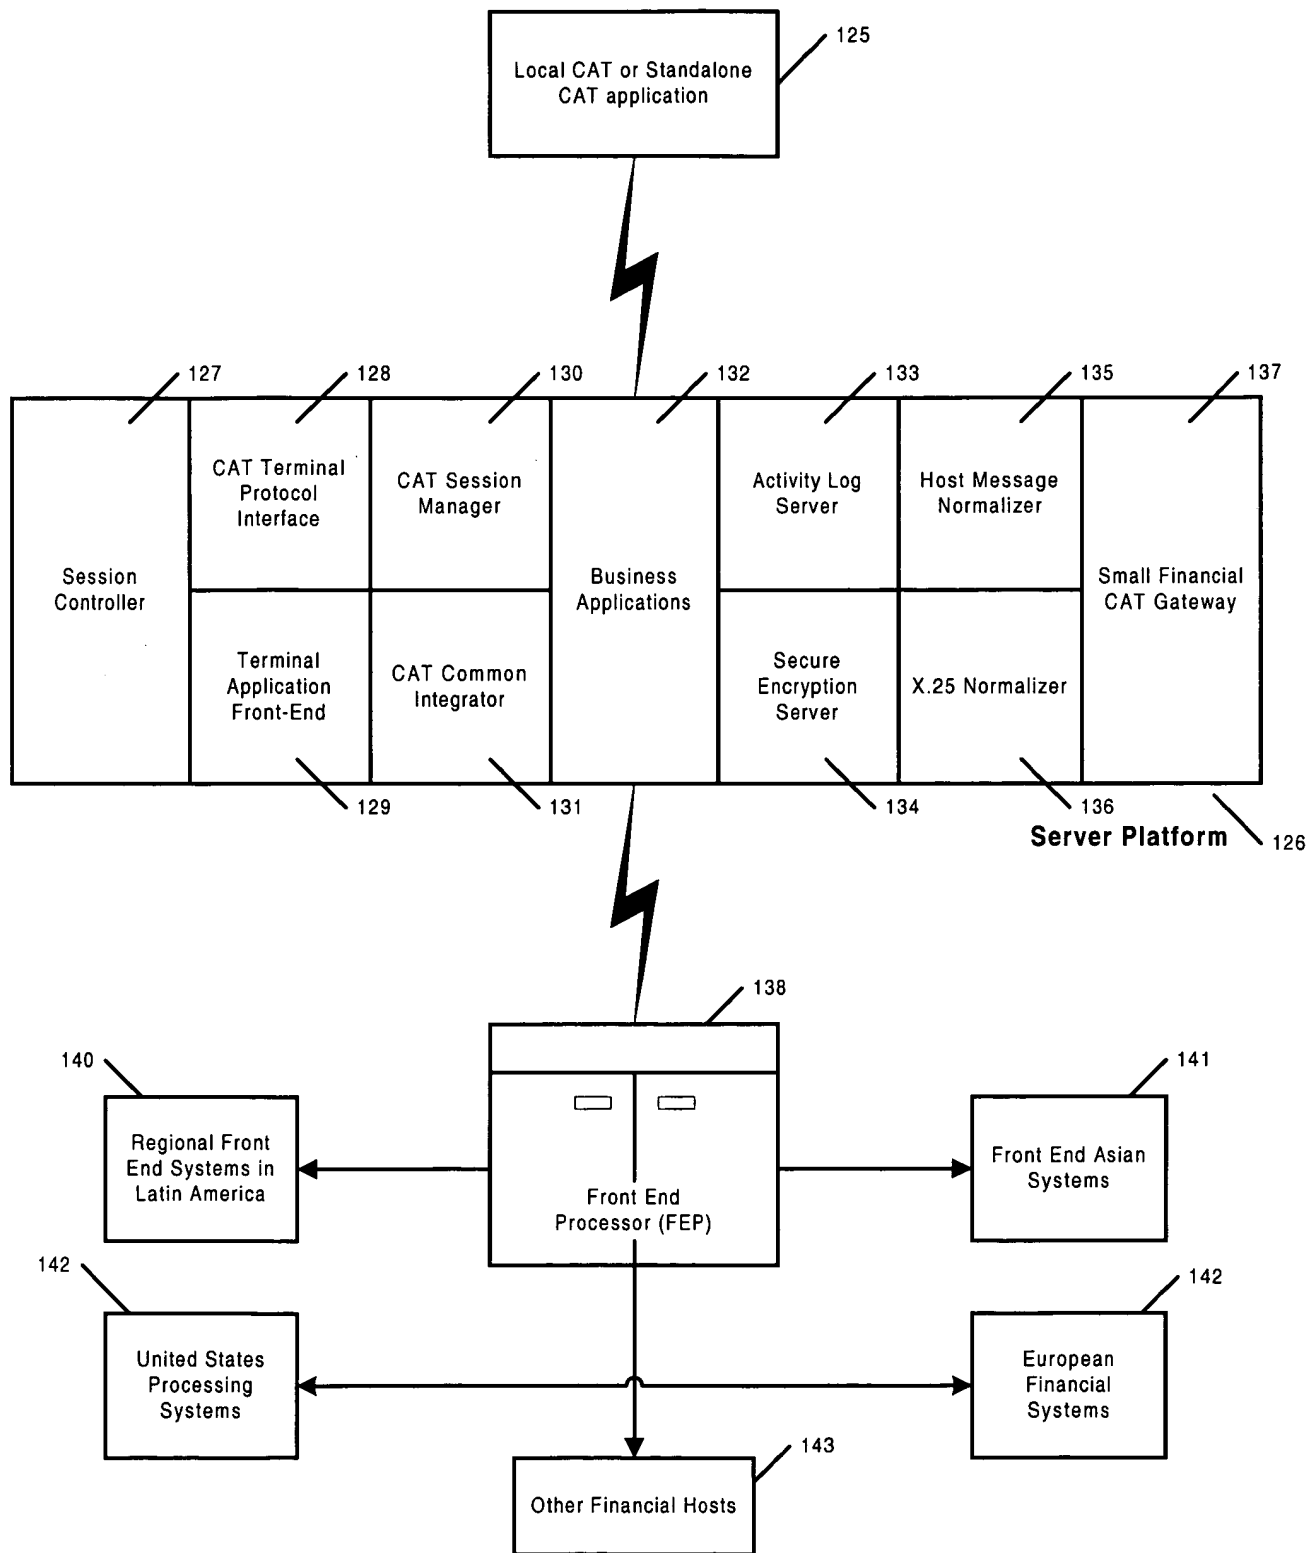 125
Local CAT or Standalone
CAT application
127
128
130
132
133
135
137
Session
Controller
CAT Terminal
Protocol
Interface
CAT Session
Manager
Business
Applications
Activity Log
Server
Host Message
Normalizer
Small Financial
CAT Gateway
Terminal
Application
Front-End
CAT Common
Integrator
Secure
Encryption
Server
X.25 Normalizer
129
131
134
136
Server Platform
126
138
140
141
Regional Front
End Systems in
Latin America
Front End
Processor (FEP)
Front End Asian
Systems
142
142
United States
Processing
Systems
European
Financial
Systems
143
Other Financial Hosts